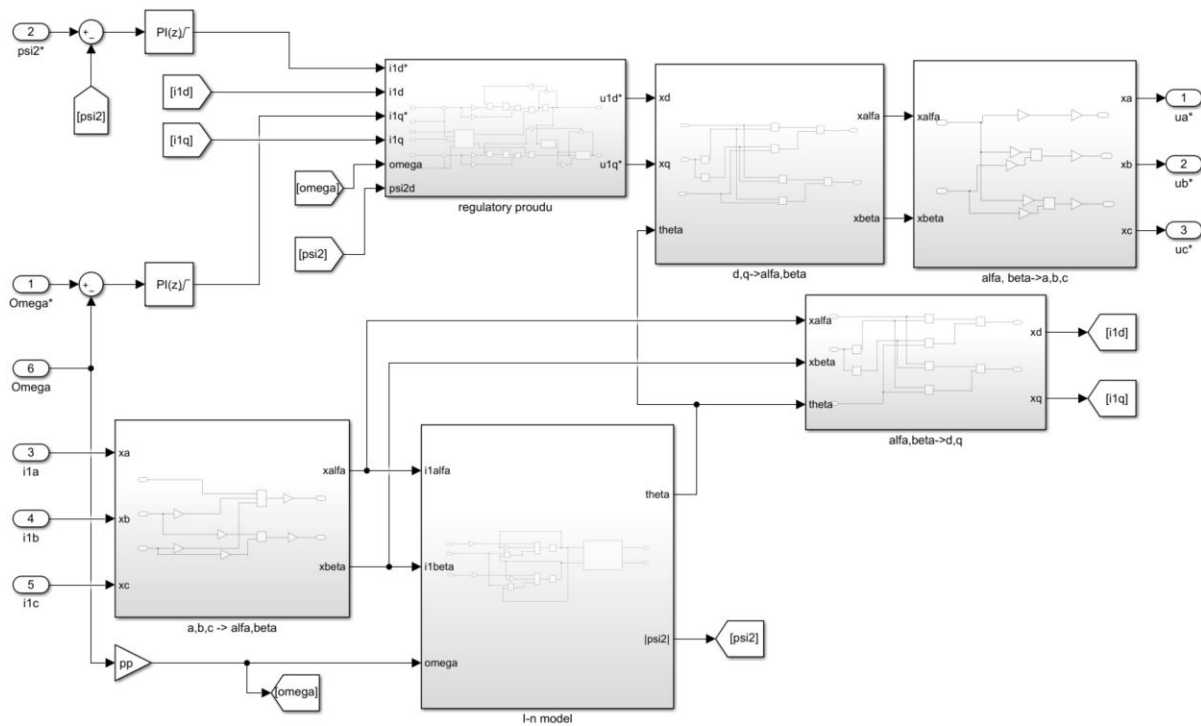 2
psi2*
+
−
PI(z)
[psi2]
[i1d]
[i1q]
[omega]
[psi2]
i1d*
i1d
i1q*
i1q
omega
psi2d
u1d*
u1q*
regulatory proudu
xd
xq
theta
xalfa
xbeta
d,q->alfa,beta
xalfa
xbeta
xa
xb
xc
alfa, beta->a,b,c
1
ua*
2
ub*
3
uc*
1
Omega*
+
−
PI(z)
6
Omega
3
i1a
4
i1b
5
i1c
xa
xb
xc
xalfa
xbeta
a,b,c -> alfa,beta
pp
[omega]
i1alfa
i1beta
omega
theta
|psi2|
I-n model
[psi2]
xalfa
xbeta
theta
xd
xq
alfa,beta->d,q
[i1d]
[i1q]